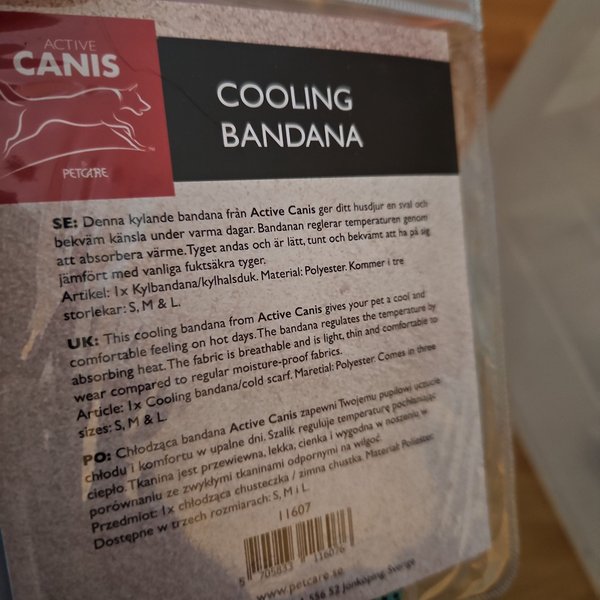 ACTIVE
CANIS
PETCARE
COOLING
BANDANA
SE: Denna kylande bandana från Active Canis ger ditt husdjur en sval och
bekväm känsla under varma dagar. Bandanan reglerar temperaturen genom
att absorbera värme. Tyget andas och är lätt, tunt och bekvämt att ha på sig
jämfört med vanliga fuktsäkra tyger.
Artikel: 1x Kylbandana/kylhalsduk. Material: Polyester. Kommer i tre
storlekar: S, M & L.
UK: This cooling bandana from Active Canis gives your pet a cool and
comfortable feeling on hot days. The bandana regulates the temperature by
absorbing heat. The fabric is breathable and is light, thin and comfortable to
wear compared to regular moisture-proof fabrics.
Article: 1x Cooling bandana/cold scarf. Maretial: Polyester. Comes in three
sizes: S, M & L.
PO: Chłodząca bandana Active Canis zapewni Twojemu pupilowi uczucie
chłodu i komfortu w upalne dni. Szalik reguluje temperaturę pochłaniając
ciepło. Tkanina jest przewiewna, lekka, cienka i wygodna w noszeniu w
porównaniu ze zwykłymi tkaninami odpornymi na wilgoć.
Przedmiot: 1x chłodząca chusteczka / zimna chustka. Materiał: Poliester.
Dostępne w trzech rozmiarach: S, M i L.
11607
5 705833 116076
www.petcare.se
556 52 Jönköping, Sverige